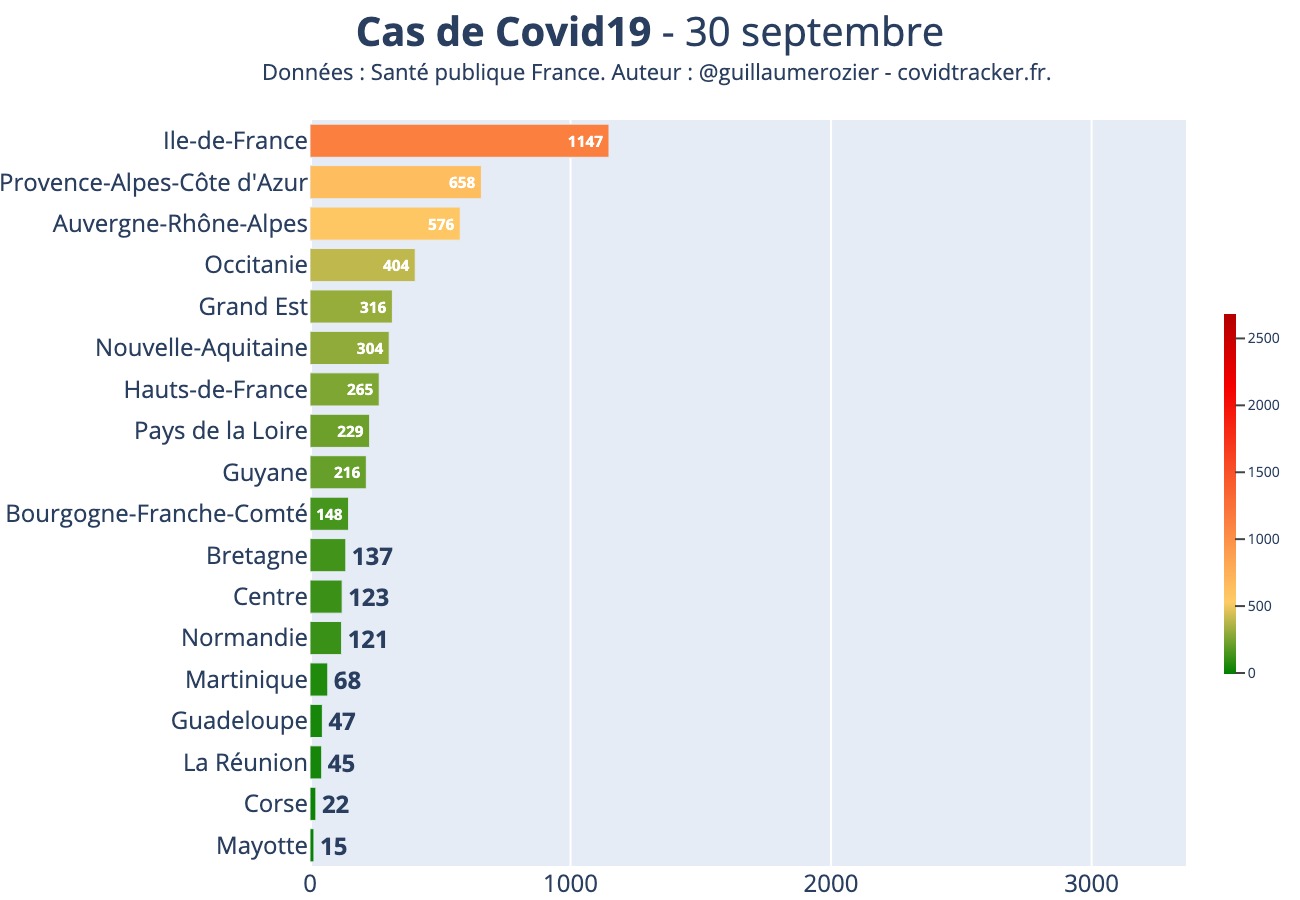 Cas de Covid19 - 30 septembre
Données : Santé publique France. Auteur : @guillaumerozier - covidtracker.fr.
Ile-de-France 1147
Provence-Alpes-Côte d'Azur 658
Auvergne-Rhône-Alpes 576
Occitanie 404
Grand Est 316
Nouvelle-Aquitaine 304
Hauts-de-France 265
Pays de la Loire 229
Guyane 216
Bourgogne-Franche-Comté 148
Bretagne 137
Centre 123
Normandie 121
Martinique 68
Guadeloupe 47
La Réunion 45
Corse 22
Mayotte 15
0 1000 2000 3000
2500
2000
1500
1000
500
0